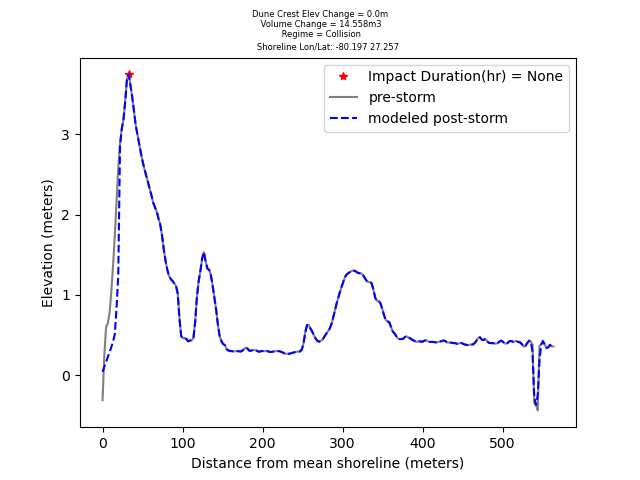 Dune Crest Elev Change = 0.0m
Volume Change = 14.558m3
Regime = Collision
Shoreline Lon/Lat: -80.197 27.257
Impact Duration(hr) = None
pre-storm
modeled post-storm
Elevation (meters)
3
2
1
0
0 100 200 300 400 500
Distance from mean shoreline (meters)